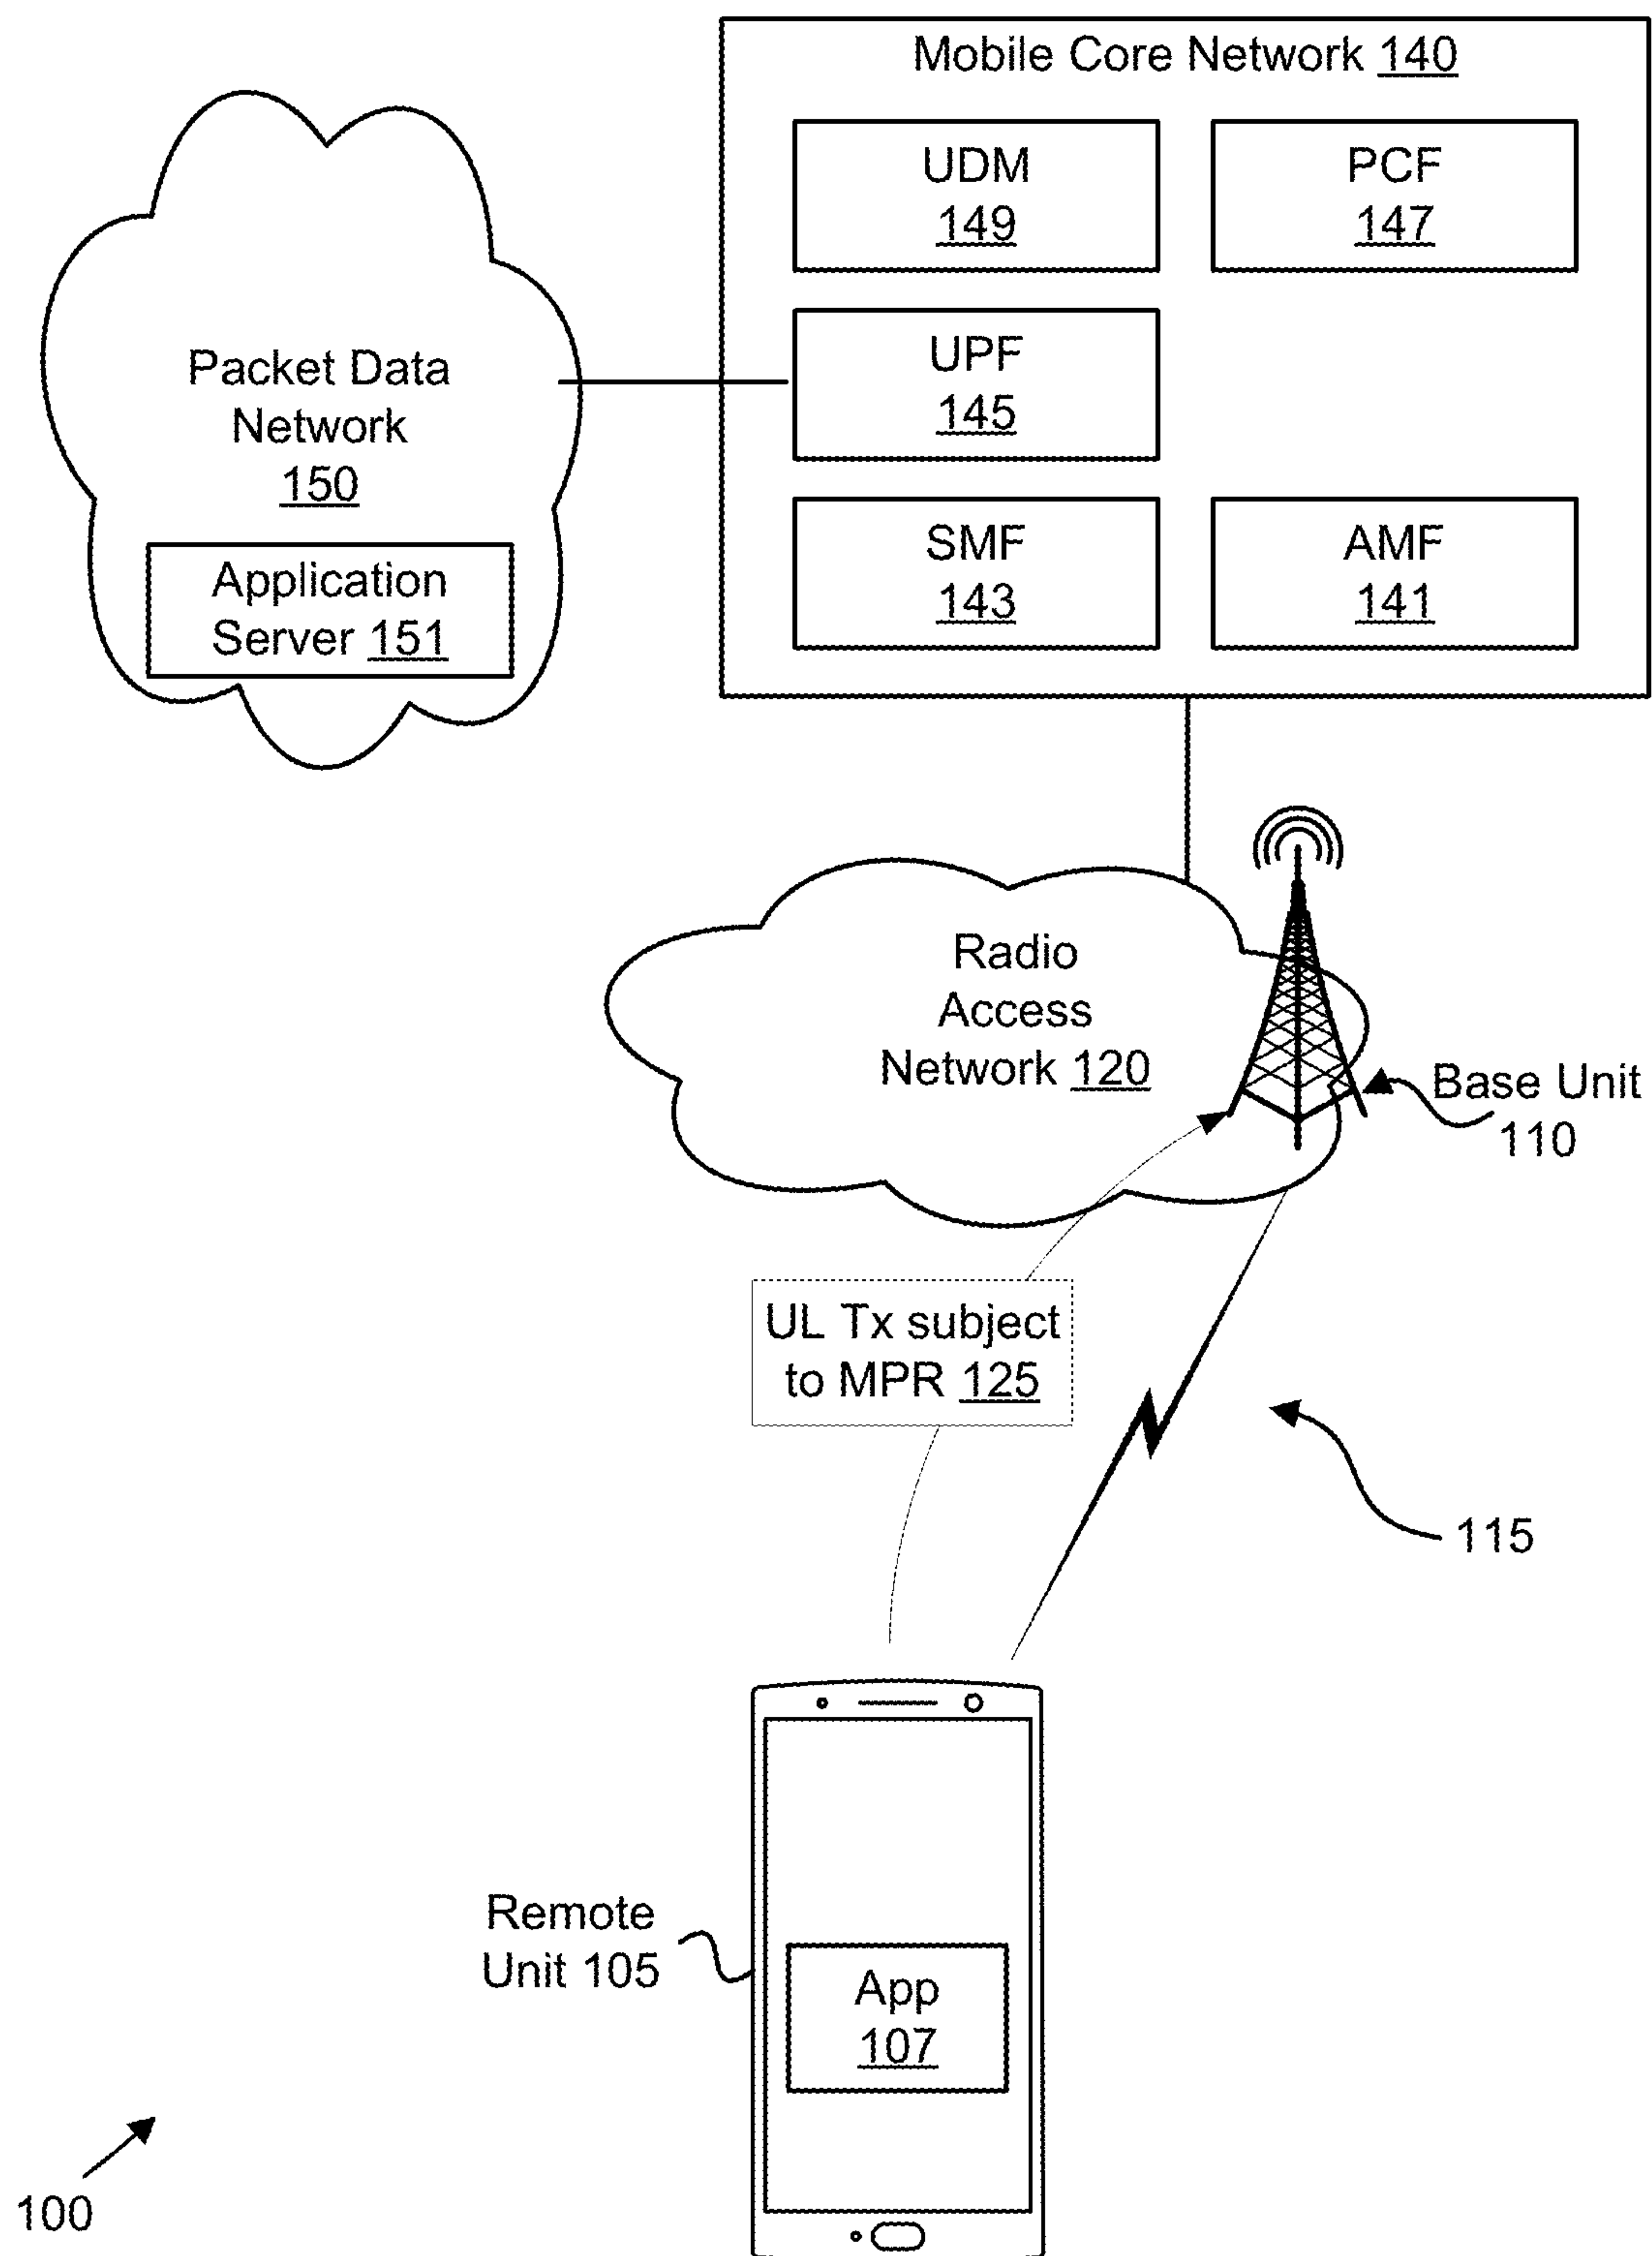 Mobile Core Network 140
UDM
149
PCF
147
UPF
145
SMF
143
AMF
141
Packet Data
Network
150
Application
Server 151
Radio
Access
Network 120
Base Unit
110
UL Tx subject
to MPR 125
115
Remote
Unit 105
App
107
100